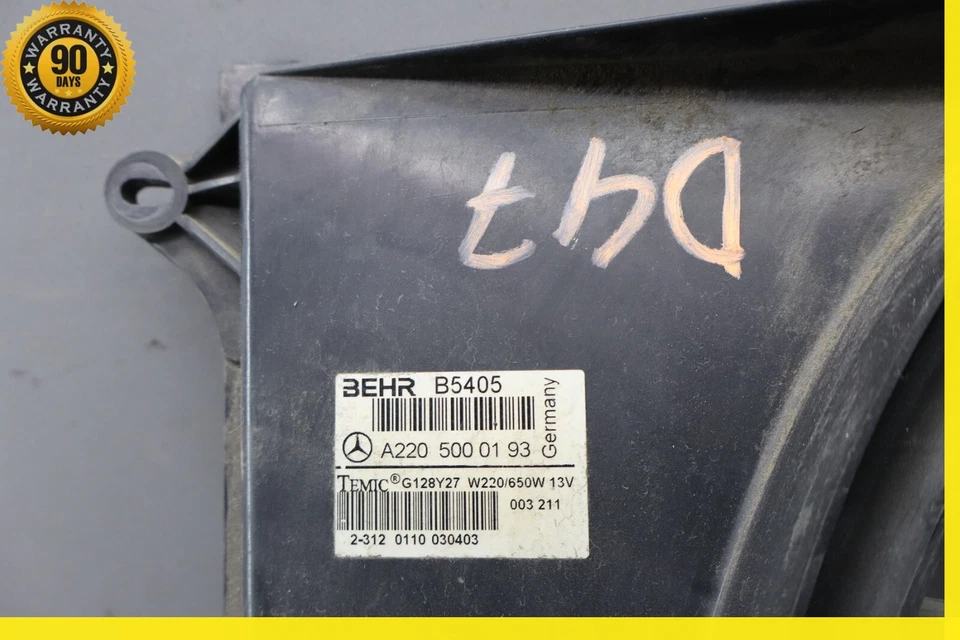 WARRANTY
90
DAYS
WARRANTY
D47
BEHR B5405
Germany
A220 500 01 93
TEMIC® G128Y27 W220/650W 13V
003 211
2-312 0110 030403